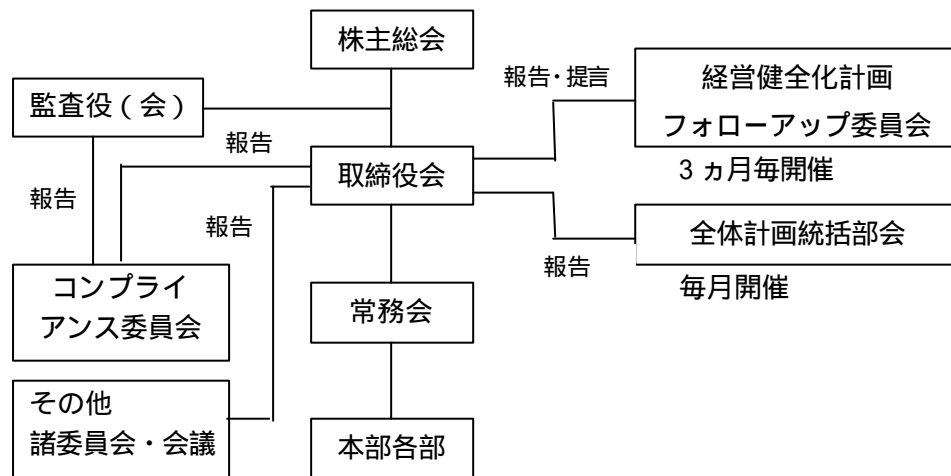 株主総会
監査役(会)
報告・提言
経営健全化計画
フォローアップ委員会
3ヵ月毎開催
報告
取締役会
報告
報告
全体計画統括部会
報告
毎月開催
コンプライ
アンス委員会
常務会
その他
諸委員会・会議
本部各部